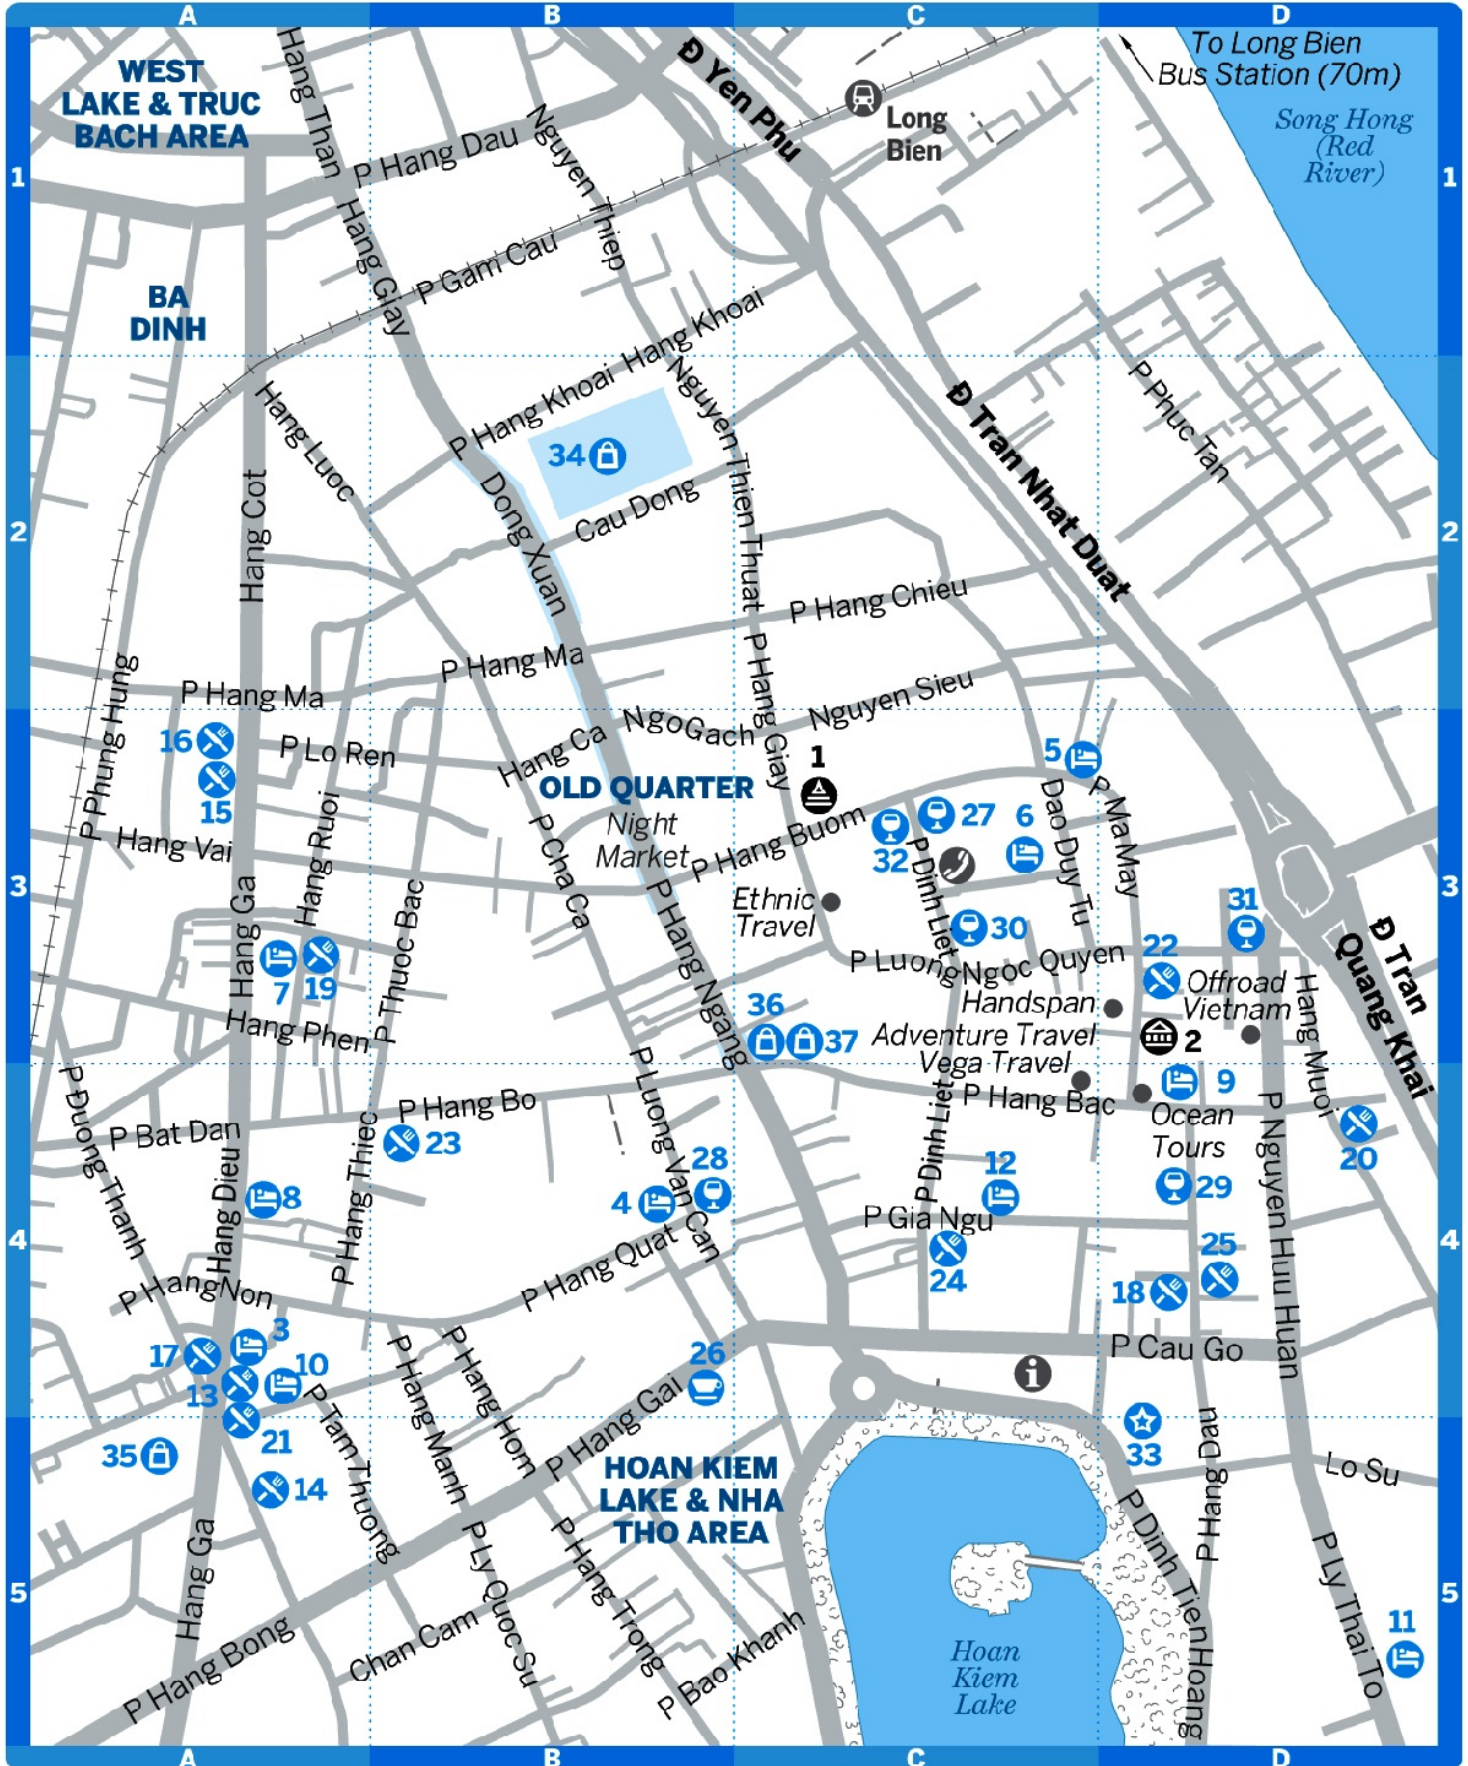 A
B
C
D
WEST
LAKE & TRUC
BACH AREA
Hang Than
Đ Yen Phu
To Long Bien
Bus Station (70m)
Long
Bien
Song Hong
(Red
River)
1
1
P Hang Dau
Nguyen Thiep
Hang Giay
P Gam Cau
BA
DINH
Hang Khoai
P Hang Khoai
Hang Luoc
Nguyen Thien Thuat
34
Đ Tran Nhat Duat
P Phuc Tan
Hang Cot
Dong Xuan
Cau Dong
2
2
P Hang Chieu
P Hang Ma
P Hang Ma
P Hang Giay
Nguyen Sieu
P Phung Hung
16
P Lo Ren
Hang Ca
NgoGach
1
5
15
OLD QUARTER
Night
Market
P Hang Buom
27
6
32
Dao Duy Tu
P Ma May
Hang Vai
Hang Ruoi
P Cha Ca
P Dinh Liet
3
3
Hang Ga
P Thuoc Bac
P Hang Ngang
Ethnic
Travel
30
31
Đ Tran
Quang Khai
7
19
P Luong Ngoc Quyen
22
Offroad
Vietnam
Hang Phen
36
37
Handspan
Adventure Travel
2
Hang Muoi
Vega Travel
9
P Duong Thanh
P Luong Van Can
P Hang Bo
P Hang Bac
Ocean
Tours
P Bat Dan
23
P Dinh Liet
P Nguyen Huu Huan
20
Hang Dieu
P Hang Thiec
8
28
4
12
29
P Gia Ngu
4
4
P Hang Quat
24
25
18
P Hang Non
3
17
10
13
26
P Cau Go
P Hang Manh
P Hang Hom
P Hang Gai
P Tam Thuong
21
35
14
33
HOAN KIEM
LAKE & NHA
THO AREA
P Hang Dau
Lo Su
Hang Ga
P Ly Quoc Su
P Hang Trong
P Dinh Tien Hoang
P Ly Thai To
5
5
11
P Hang Bong
Chan Cam
P Bao Khanh
Hoan
Kiem
Lake
A
B
C
D